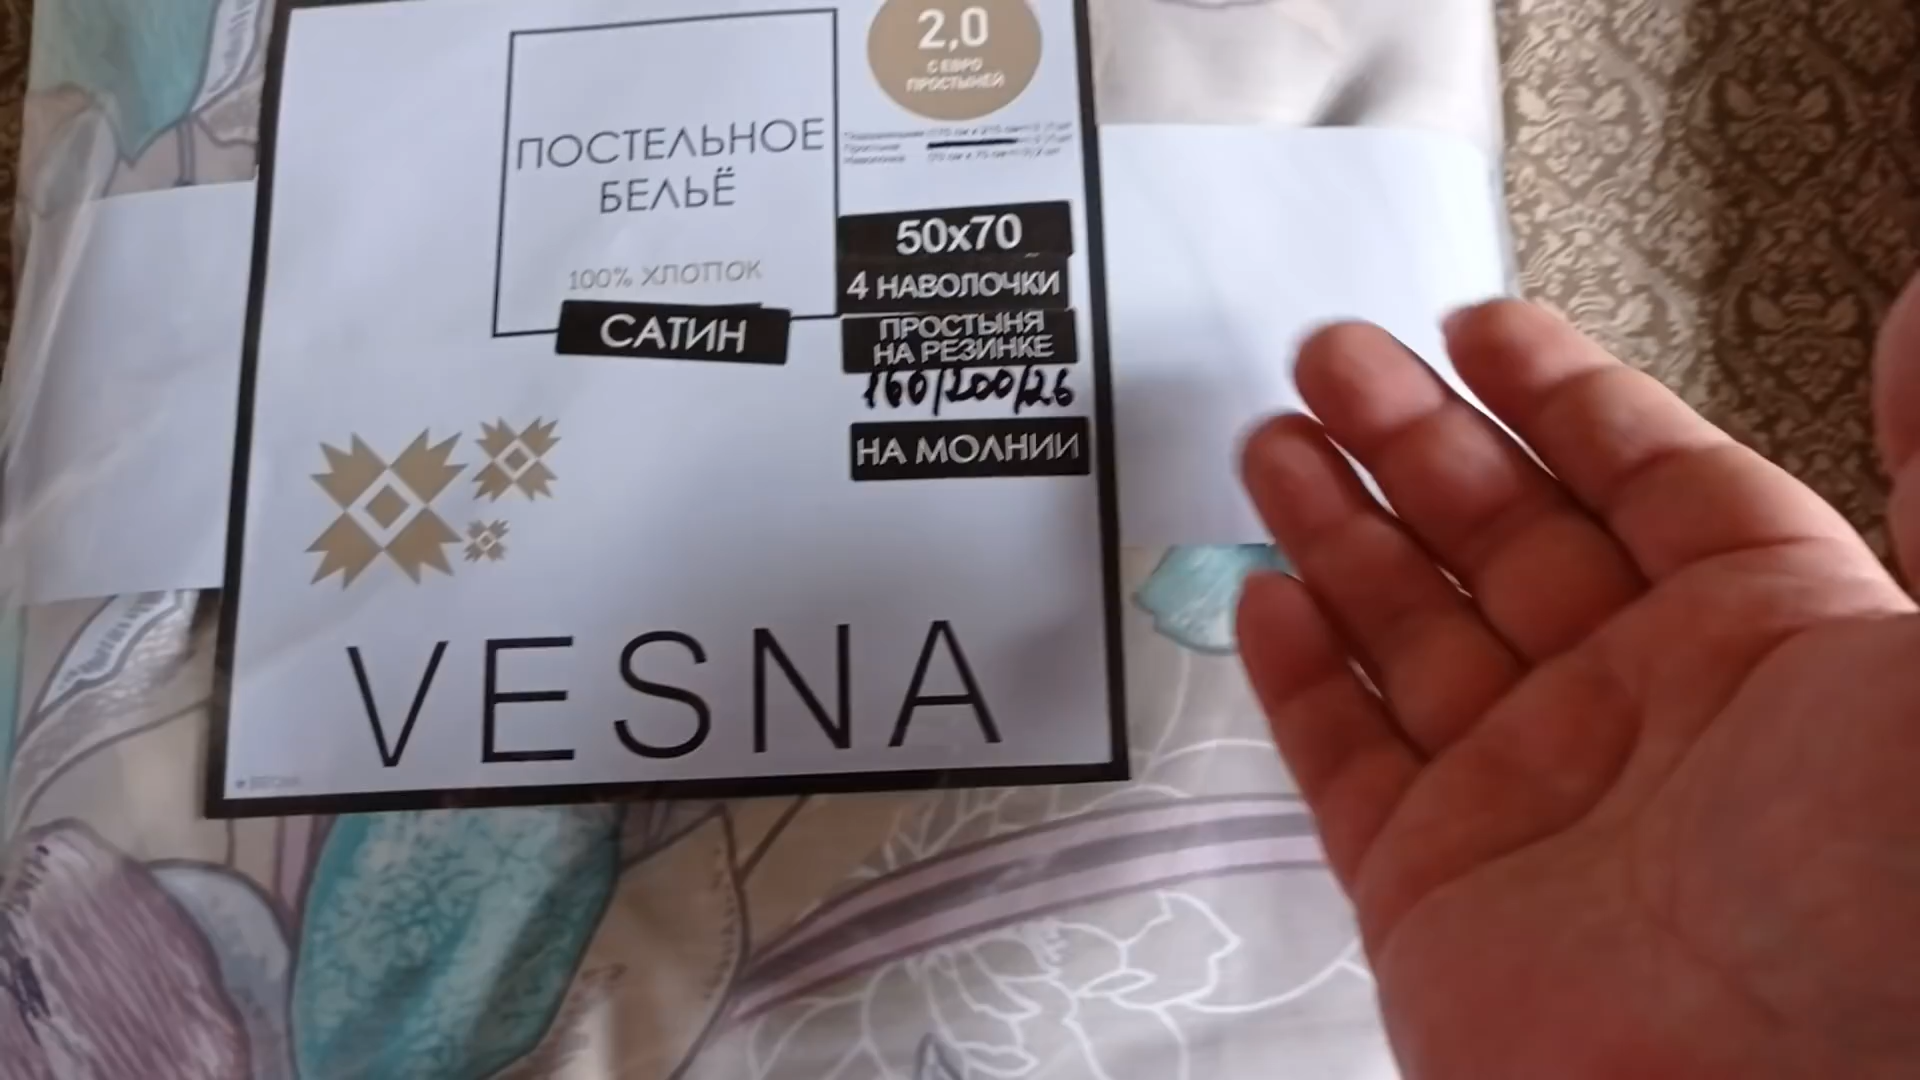 2,0
С ЕВРО
ПРОСТЫНЕЙ
ПОСТЕЛЬНОЕ
БЕЛЬЁ
100% ХЛОПОК
САТИН
50х70
4 НАВОЛОЧКИ
ПРОСТЫНЯ
НА РЕЗИНКЕ
160/200/26
НА МОЛНИИ
VESNA